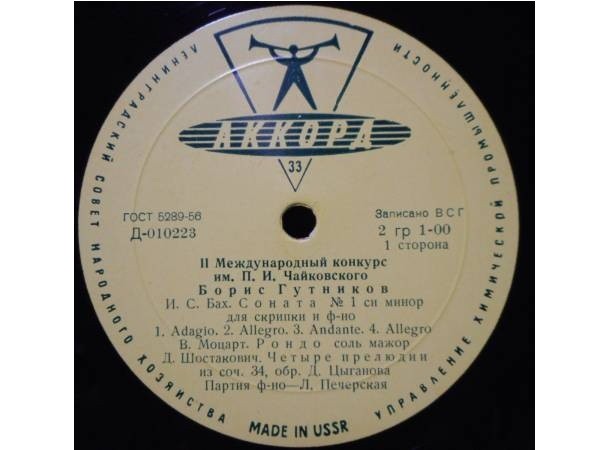 ЛЕНИНГРАДСКИЙ СОВЕТ НАРОДНОГО ХОЗЯЙСТВА
УПРАВЛЕНИЕ ХИМИЧЕСКОЙ ПРОМЫШЛЕННОСТИ
АККОРД
33
ГОСТ 5289-56
Д-010223
Записано ВСГ
2 гр 1-00
1 сторона
II Международный конкурс
им. П. И. Чайковского
Борис Гутников
И. С. Бах. Соната №1 си минор
для скрипки и ф-но
1. Adagio. 2. Allegro. 3. Andante. 4. Allegro
В. Моцарт. Рондо соль мажор
Д. Шостакович. Четыре прелюдии
из соч. 34, обр. Д. Цыганова
Партия ф-но—Л. Печерская
MADE IN USSR